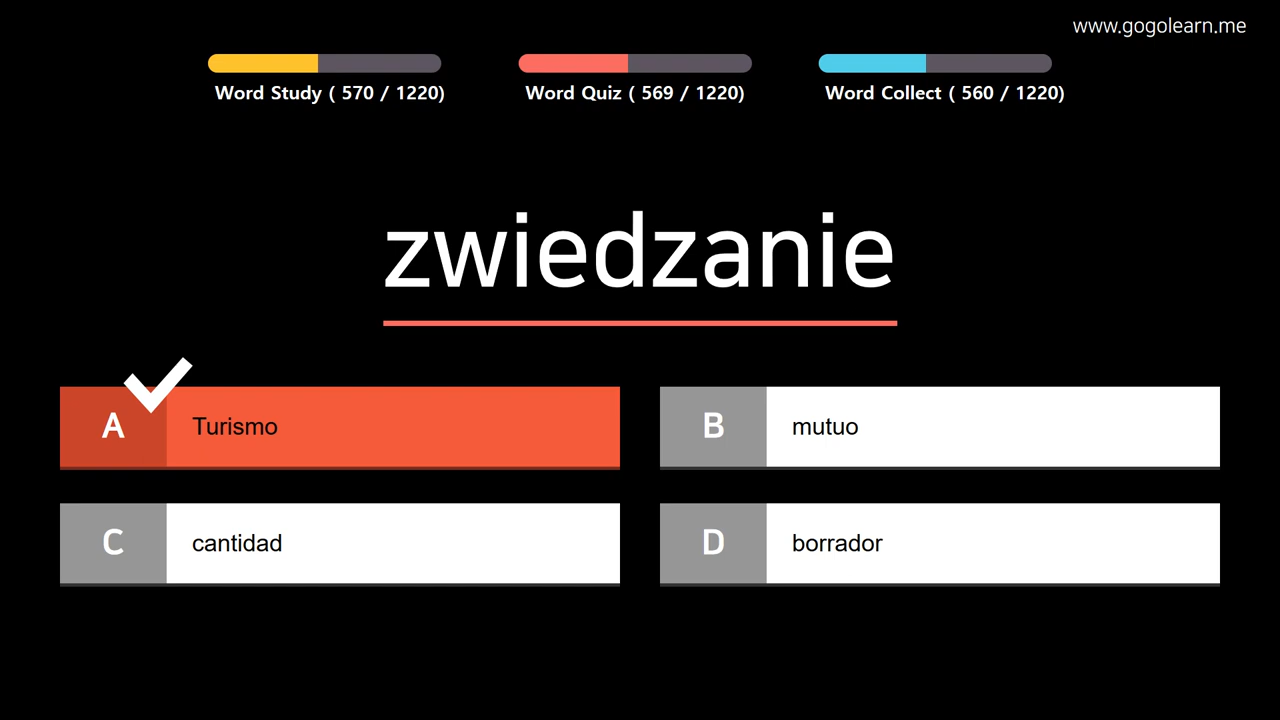 www.gogolearn.me
Word Study ( 570 / 1220)
Word Quiz ( 569 / 1220)
Word Collect ( 560 / 1220)
zwiedzanie
A Turismo
B mutuo
C cantidad
D borrador